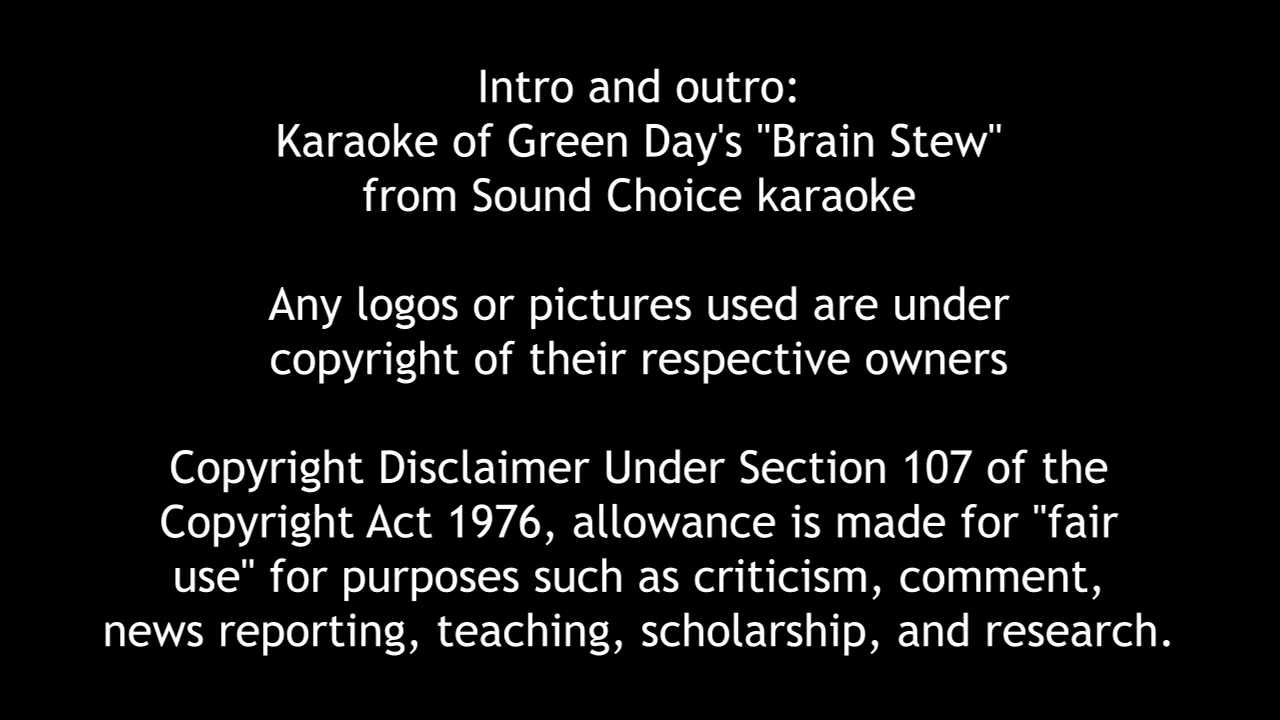 Intro and outro:
Karaoke of Green Day's "Brain Stew"
from Sound Choice karaoke
Any logos or pictures used are under
copyright of their respective owners
Copyright Disclaimer Under Section 107 of the
Copyright Act 1976, allowance is made for "fair
use" for purposes such as criticism, comment,
news reporting, teaching, scholarship, and research.